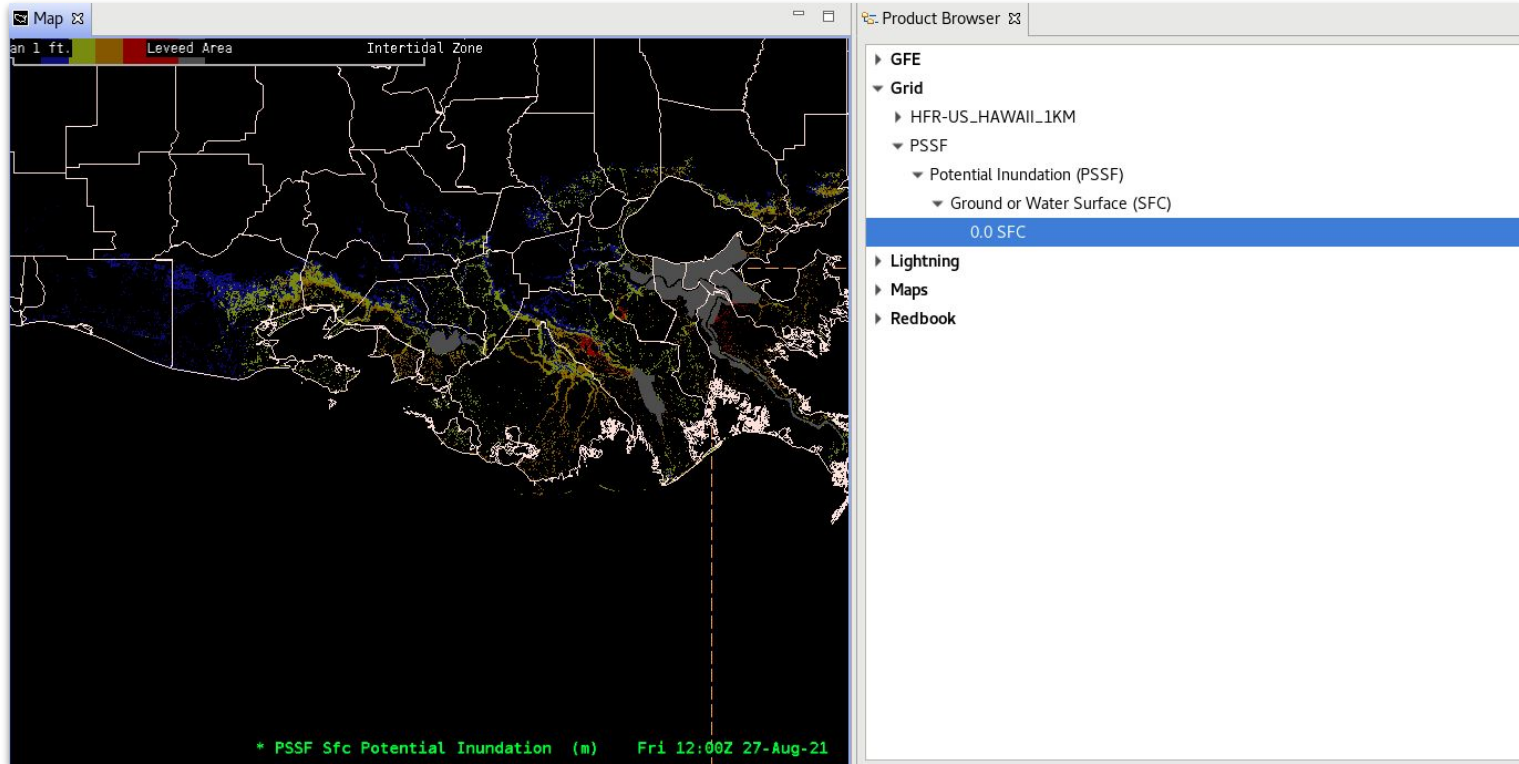 Map
an 1 ft. Leveed Area Intertidal Zone
* PSSF Sfc Potential Inundation (m) Fri 12:00Z 27-Aug-21
Product Browser
GFE
Grid
HFR-US_HAWAII_1KM
PSSF
Potential Inundation (PSSF)
Ground or Water Surface (SFC)
0.0 SFC
Lightning
Maps
Redbook